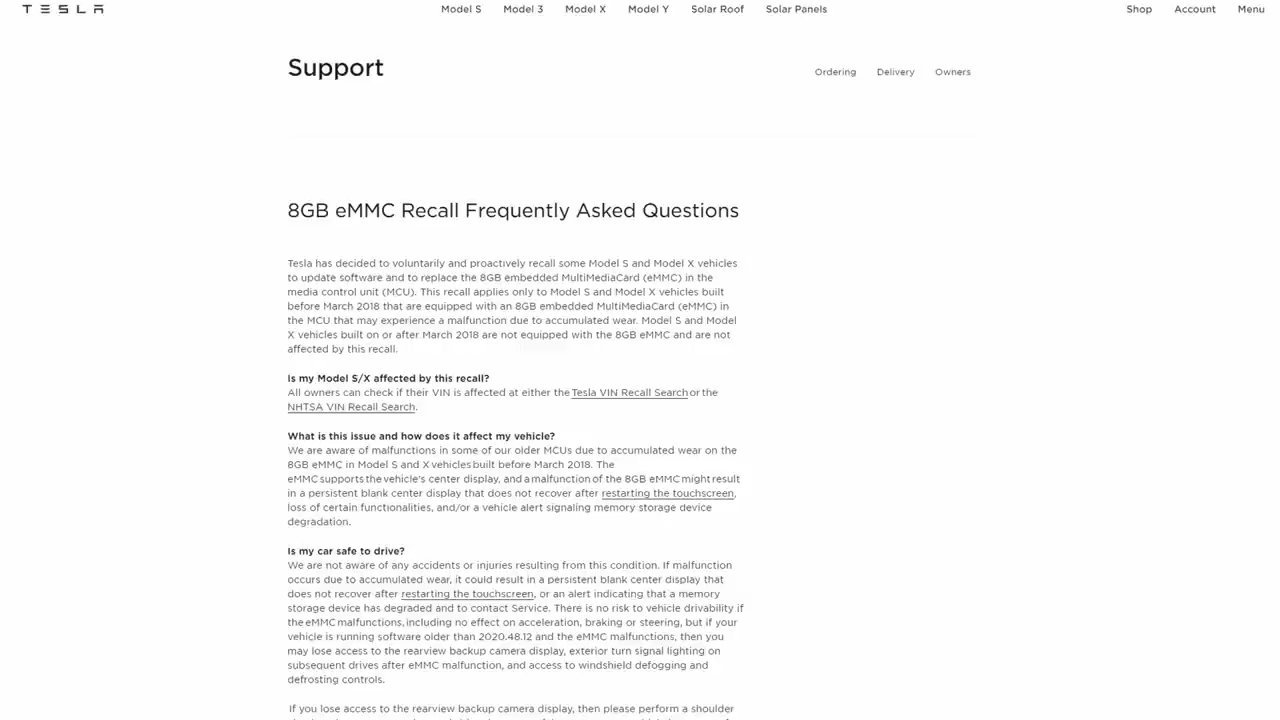 TESLA
Model S Model 3 Model X Model Y Solar Roof Solar Panels
Shop Account Menu
Support
Ordering Delivery Owners
8GB eMMC Recall Frequently Asked Questions
Tesla has decided to voluntarily and proactively recall some Model S and Model X vehicles
to update software and to replace the 8GB embedded MultiMediaCard (eMMC) in the
media control unit (MCU). This recall applies only to Model S and Model X vehicles built
before March 2018 that are equipped with an 8GB embedded MultiMediaCard (eMMC) in
the MCU that may experience a malfunction due to accumulated wear. Model S and Model
X vehicles built on or after March 2018 are not equipped with the 8GB eMMC and are not
affected by this recall.
Is my Model S/X affected by this recall?
All owners can check if their VIN is affected at either the Tesla VIN Recall Search or the
NHTSA VIN Recall Search.
What is this issue and how does it affect my vehicle?
We are aware of malfunctions in some of our older MCUs due to accumulated wear on the
8GB eMMC in Model S and X vehicles built before March 2018. The
eMMC supports the vehicle's center display, and a malfunction of the 8GB eMMC might result
in a persistent blank center display that does not recover after restarting the touchscreen,
loss of certain functionalities, and/or a vehicle alert signaling memory storage device
degradation.
Is my car safe to drive?
We are not aware of any accidents or injuries resulting from this condition. If malfunction
occurs due to accumulated wear, it could result in a persistent blank center display that
does not recover after restarting the touchscreen, or an alert indicating that a memory
storage device has degraded and to contact Service. There is no risk to vehicle drivability if
the eMMC malfunctions, including no effect on acceleration, braking or steering, but if your
vehicle is running software older than 2020.48.12 and the eMMC malfunctions, then you
may lose access to the rearview backup camera display, exterior turn signal lighting on
subsequent drives after eMMC malfunction, and access to windshield defogging and
defrosting controls.
If you lose access to the rearview backup camera display, then please perform a shoulder